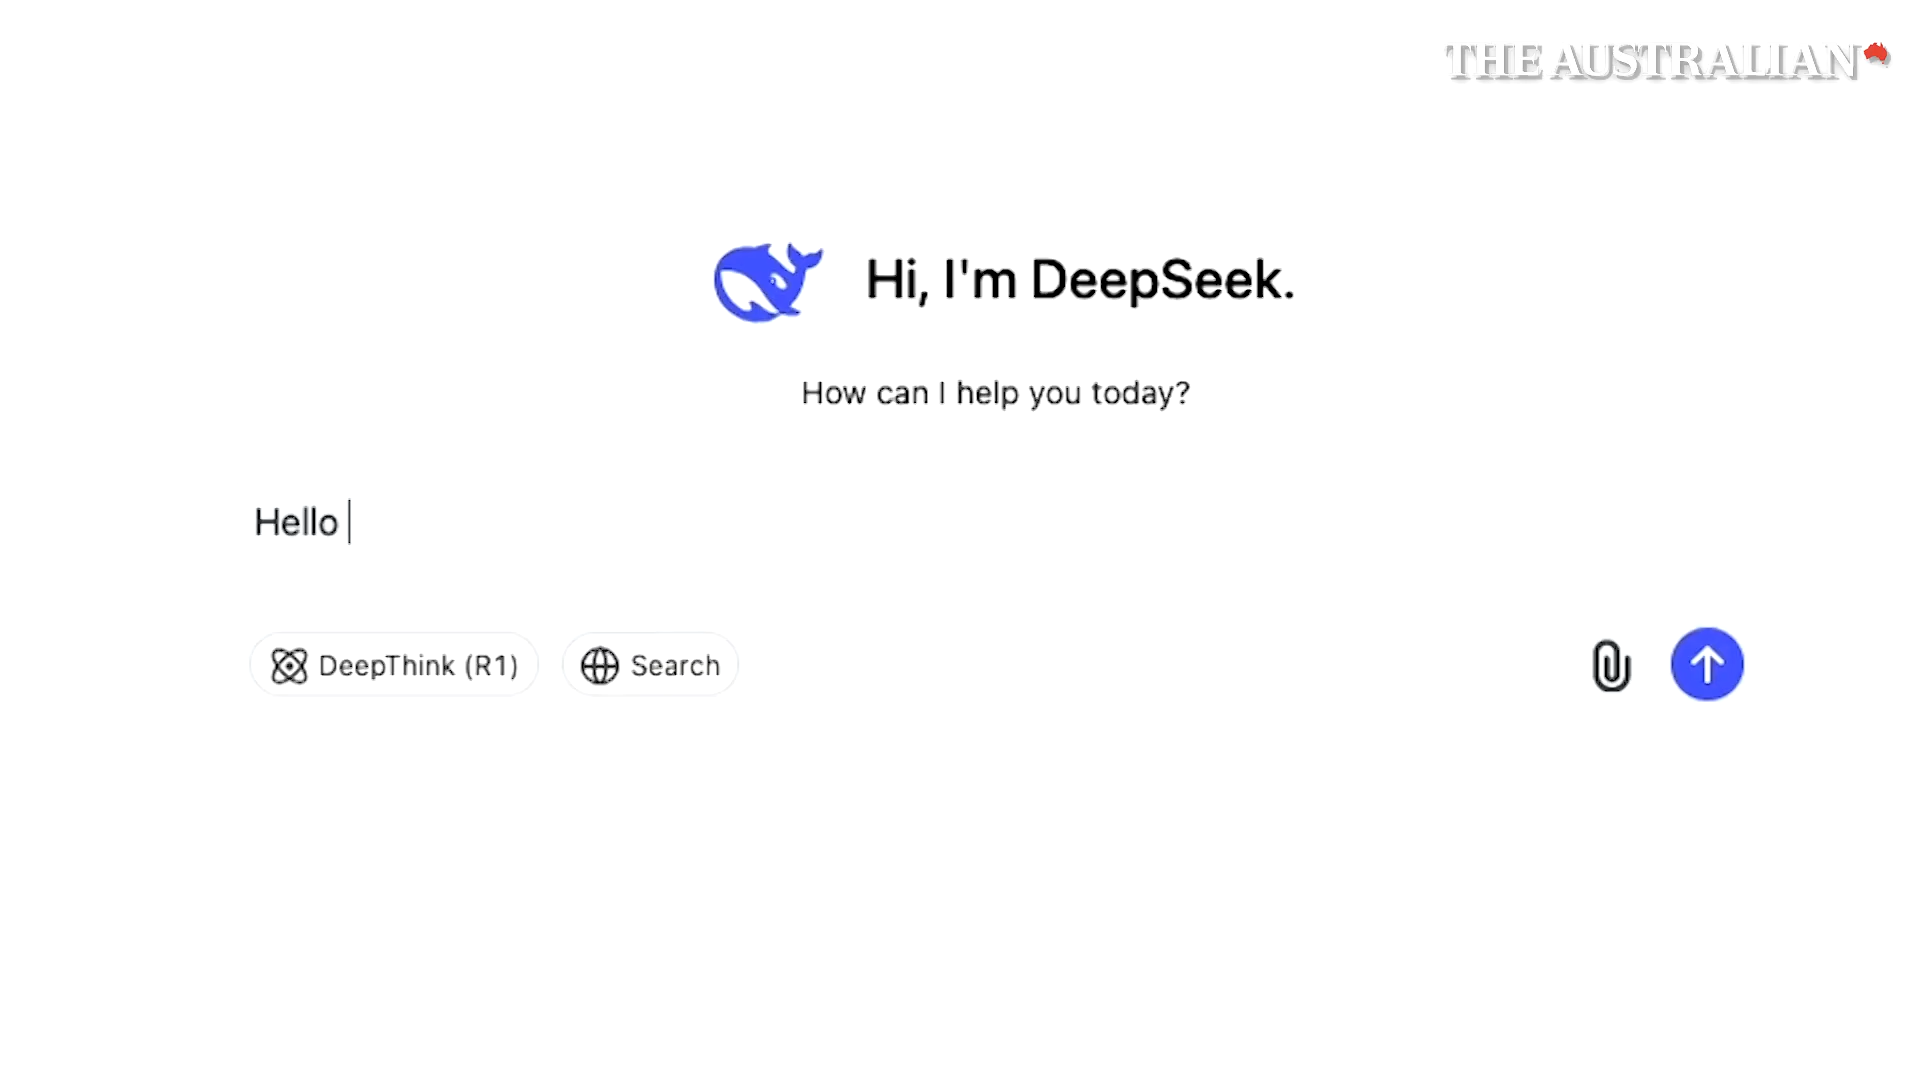 THE AUSTRALIAN
Hi, I'm DeepSeek.
How can I help you today?
Hello
DeepThink (R1) Search